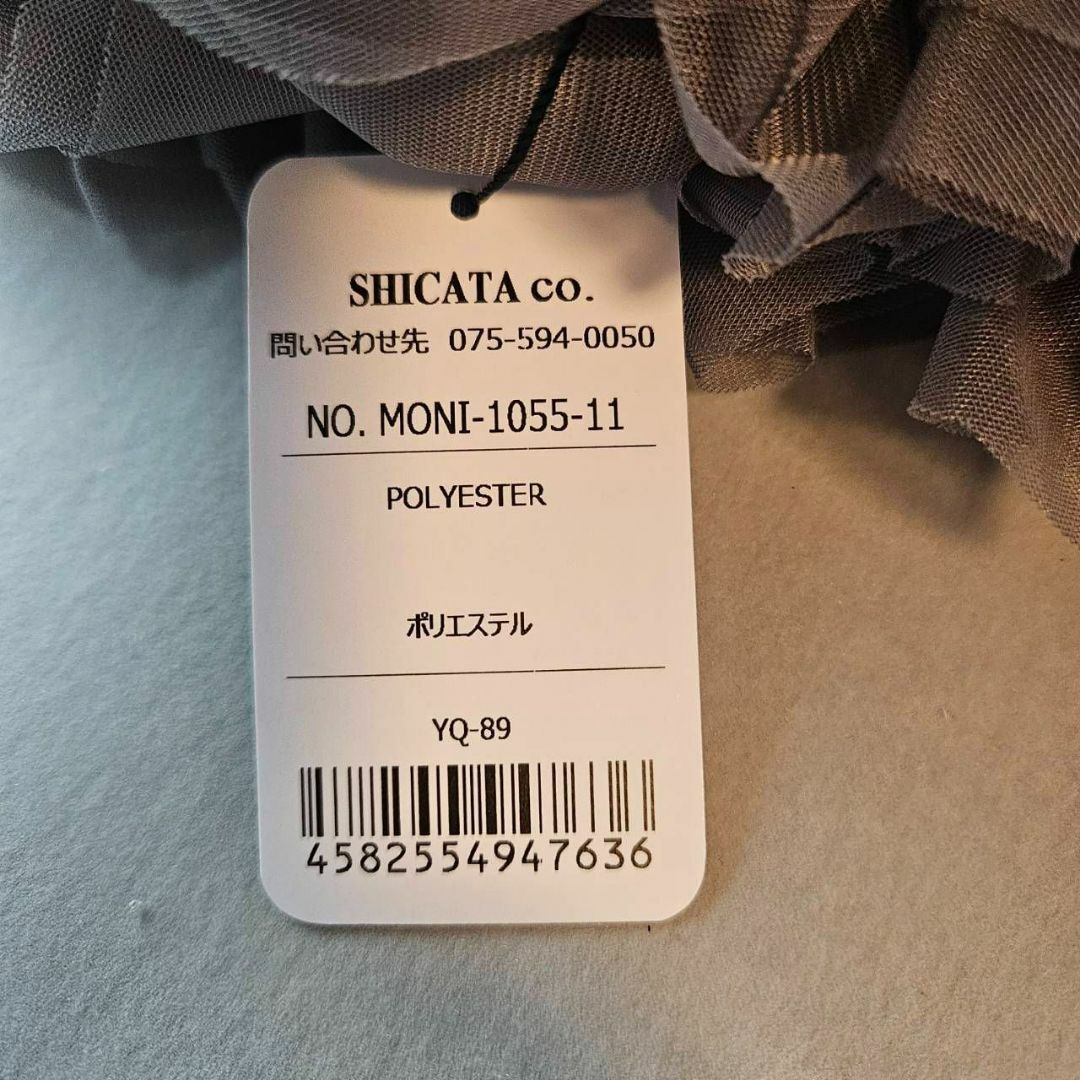 SHICATA co.
問い合わせ先 075-594-0050
NO. MONI-1055-11
POLYESTER
ポリエステル
YQ-89
4582554947636